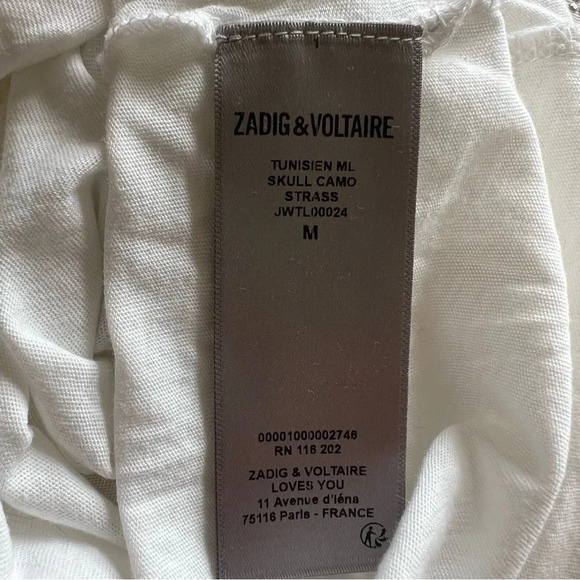 ZADIG&VOLTAIRE
TUNISIEN ML
SKULL CAMO
STRASS
JWTL00024
M
00001000002746
RN 116 202
ZADIG & VOLTAIRE
LOVES YOU
11 Avenue d'Iéna
75116 Paris - FRANCE